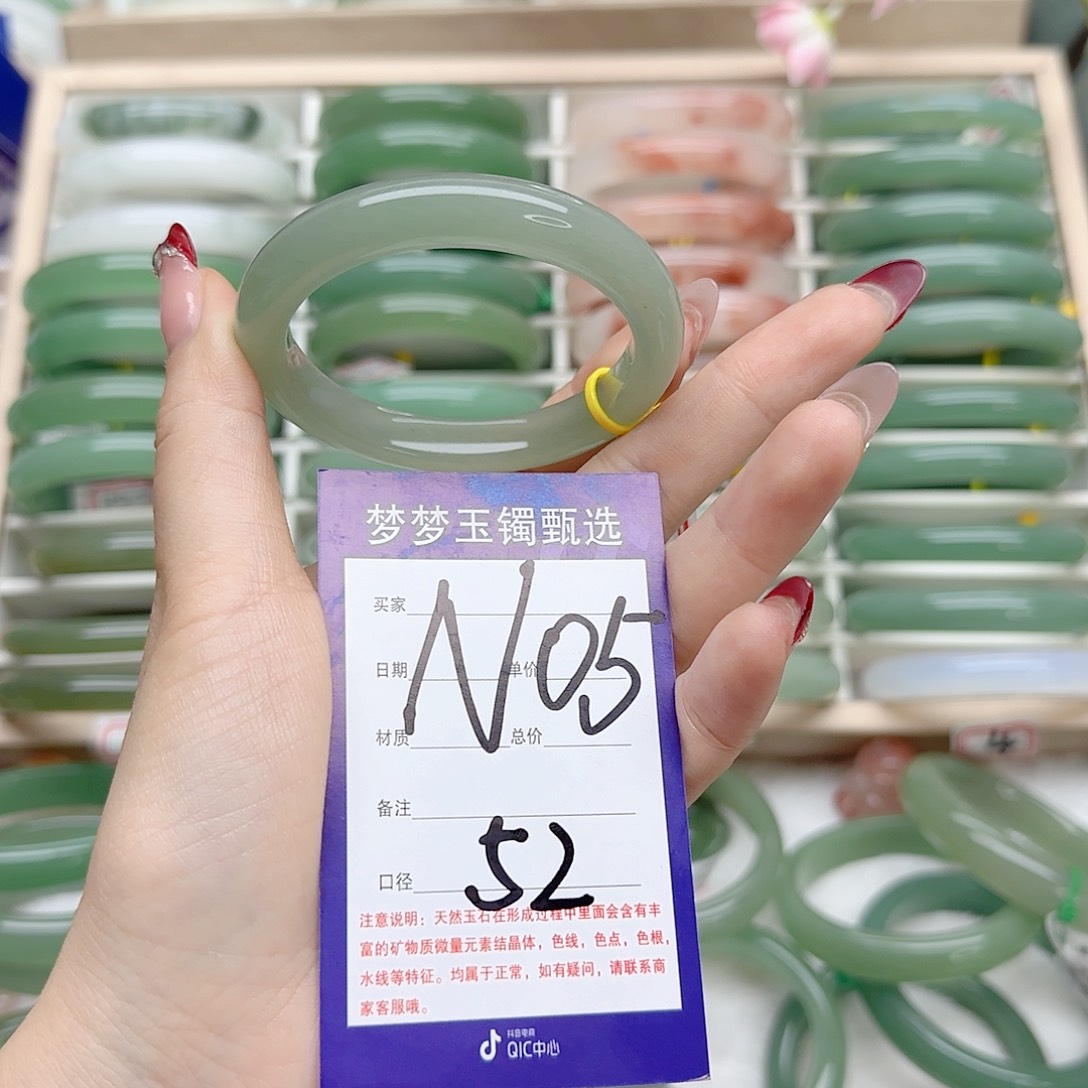 梦梦玉镯甄选
买家
N05
日期 单价
材质 总价
备注
口径 52
注意说明：天然玉石在形成过程中里面会含有丰
富的矿物质微量元素结晶体，色线，色点，色根，
水线等特征。均属于正常，如有疑问，请联系商
家客服哦。
抖音电商
QIC中心